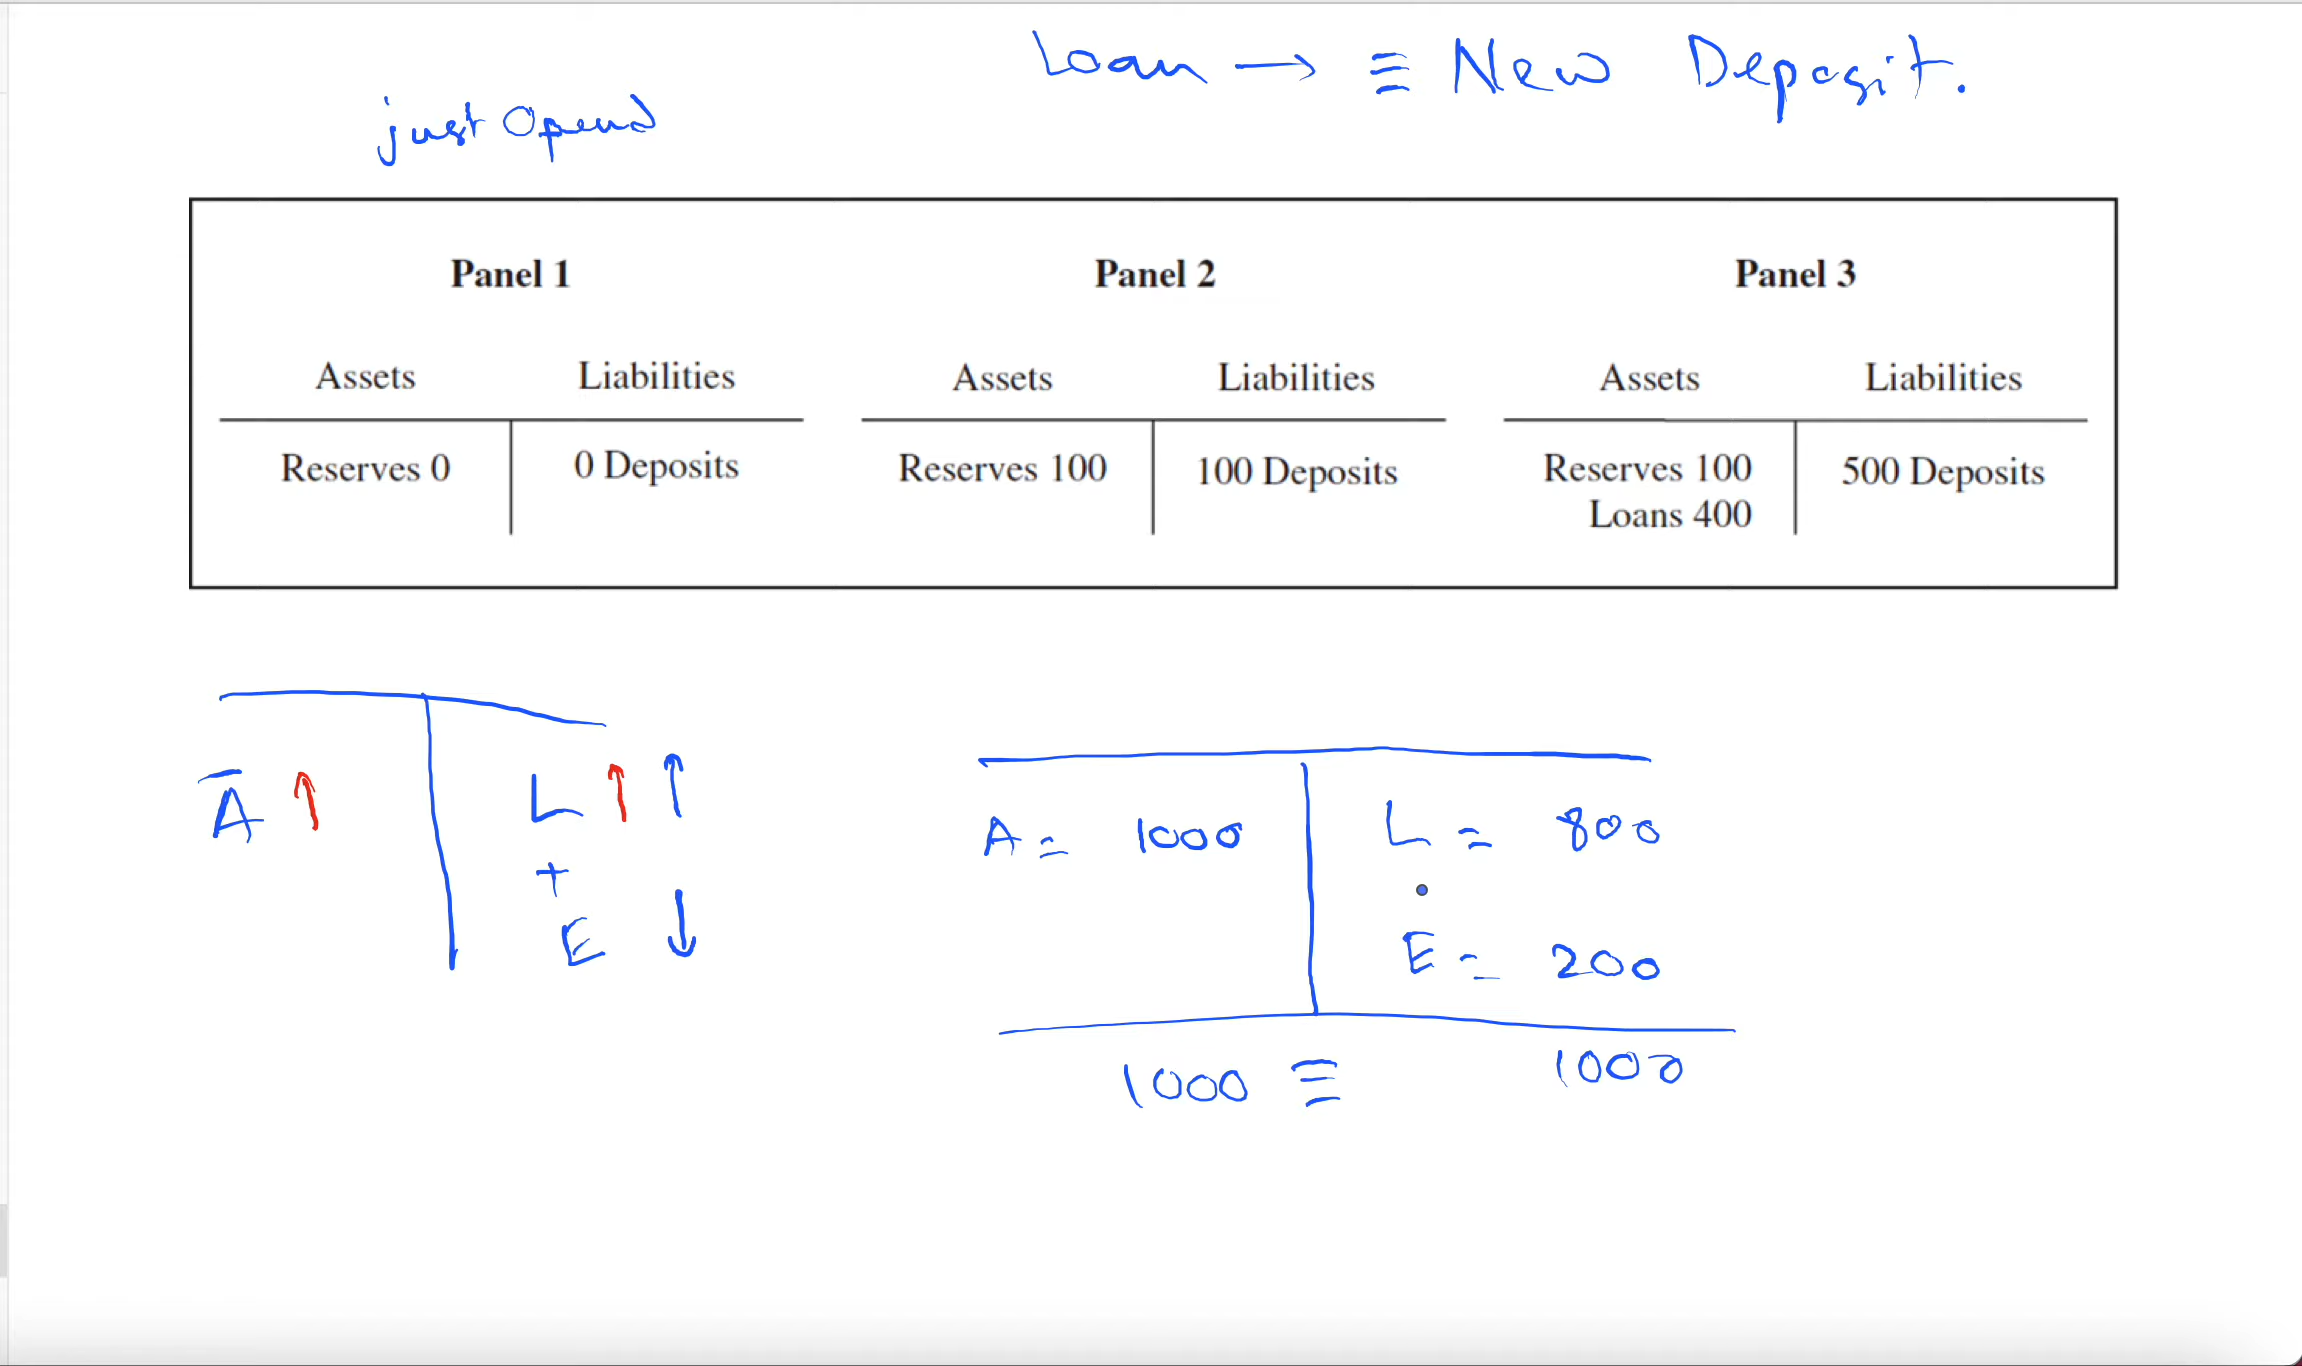 Loan → ≡ New Deposit.
just Opend
Panel 1 Panel 2 Panel 3
Assets Liabilities Assets Liabilities Assets Liabilities
Reserves 0 0 Deposits Reserves 100 100 Deposits Reserves 100 500 Deposits
Loans 400
A ↑ L ↑ ↑
+
E ↓
A = 1000 L = 800
E = 200
1000 ≡ 1000